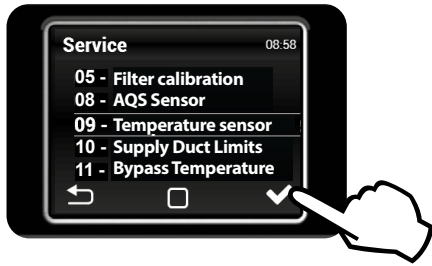 Service 08:58
05 - Filter calibration
08 - AQS Sensor
09 - Temperature sensor
10 - Supply Duct Limits
11 - Bypass Temperature